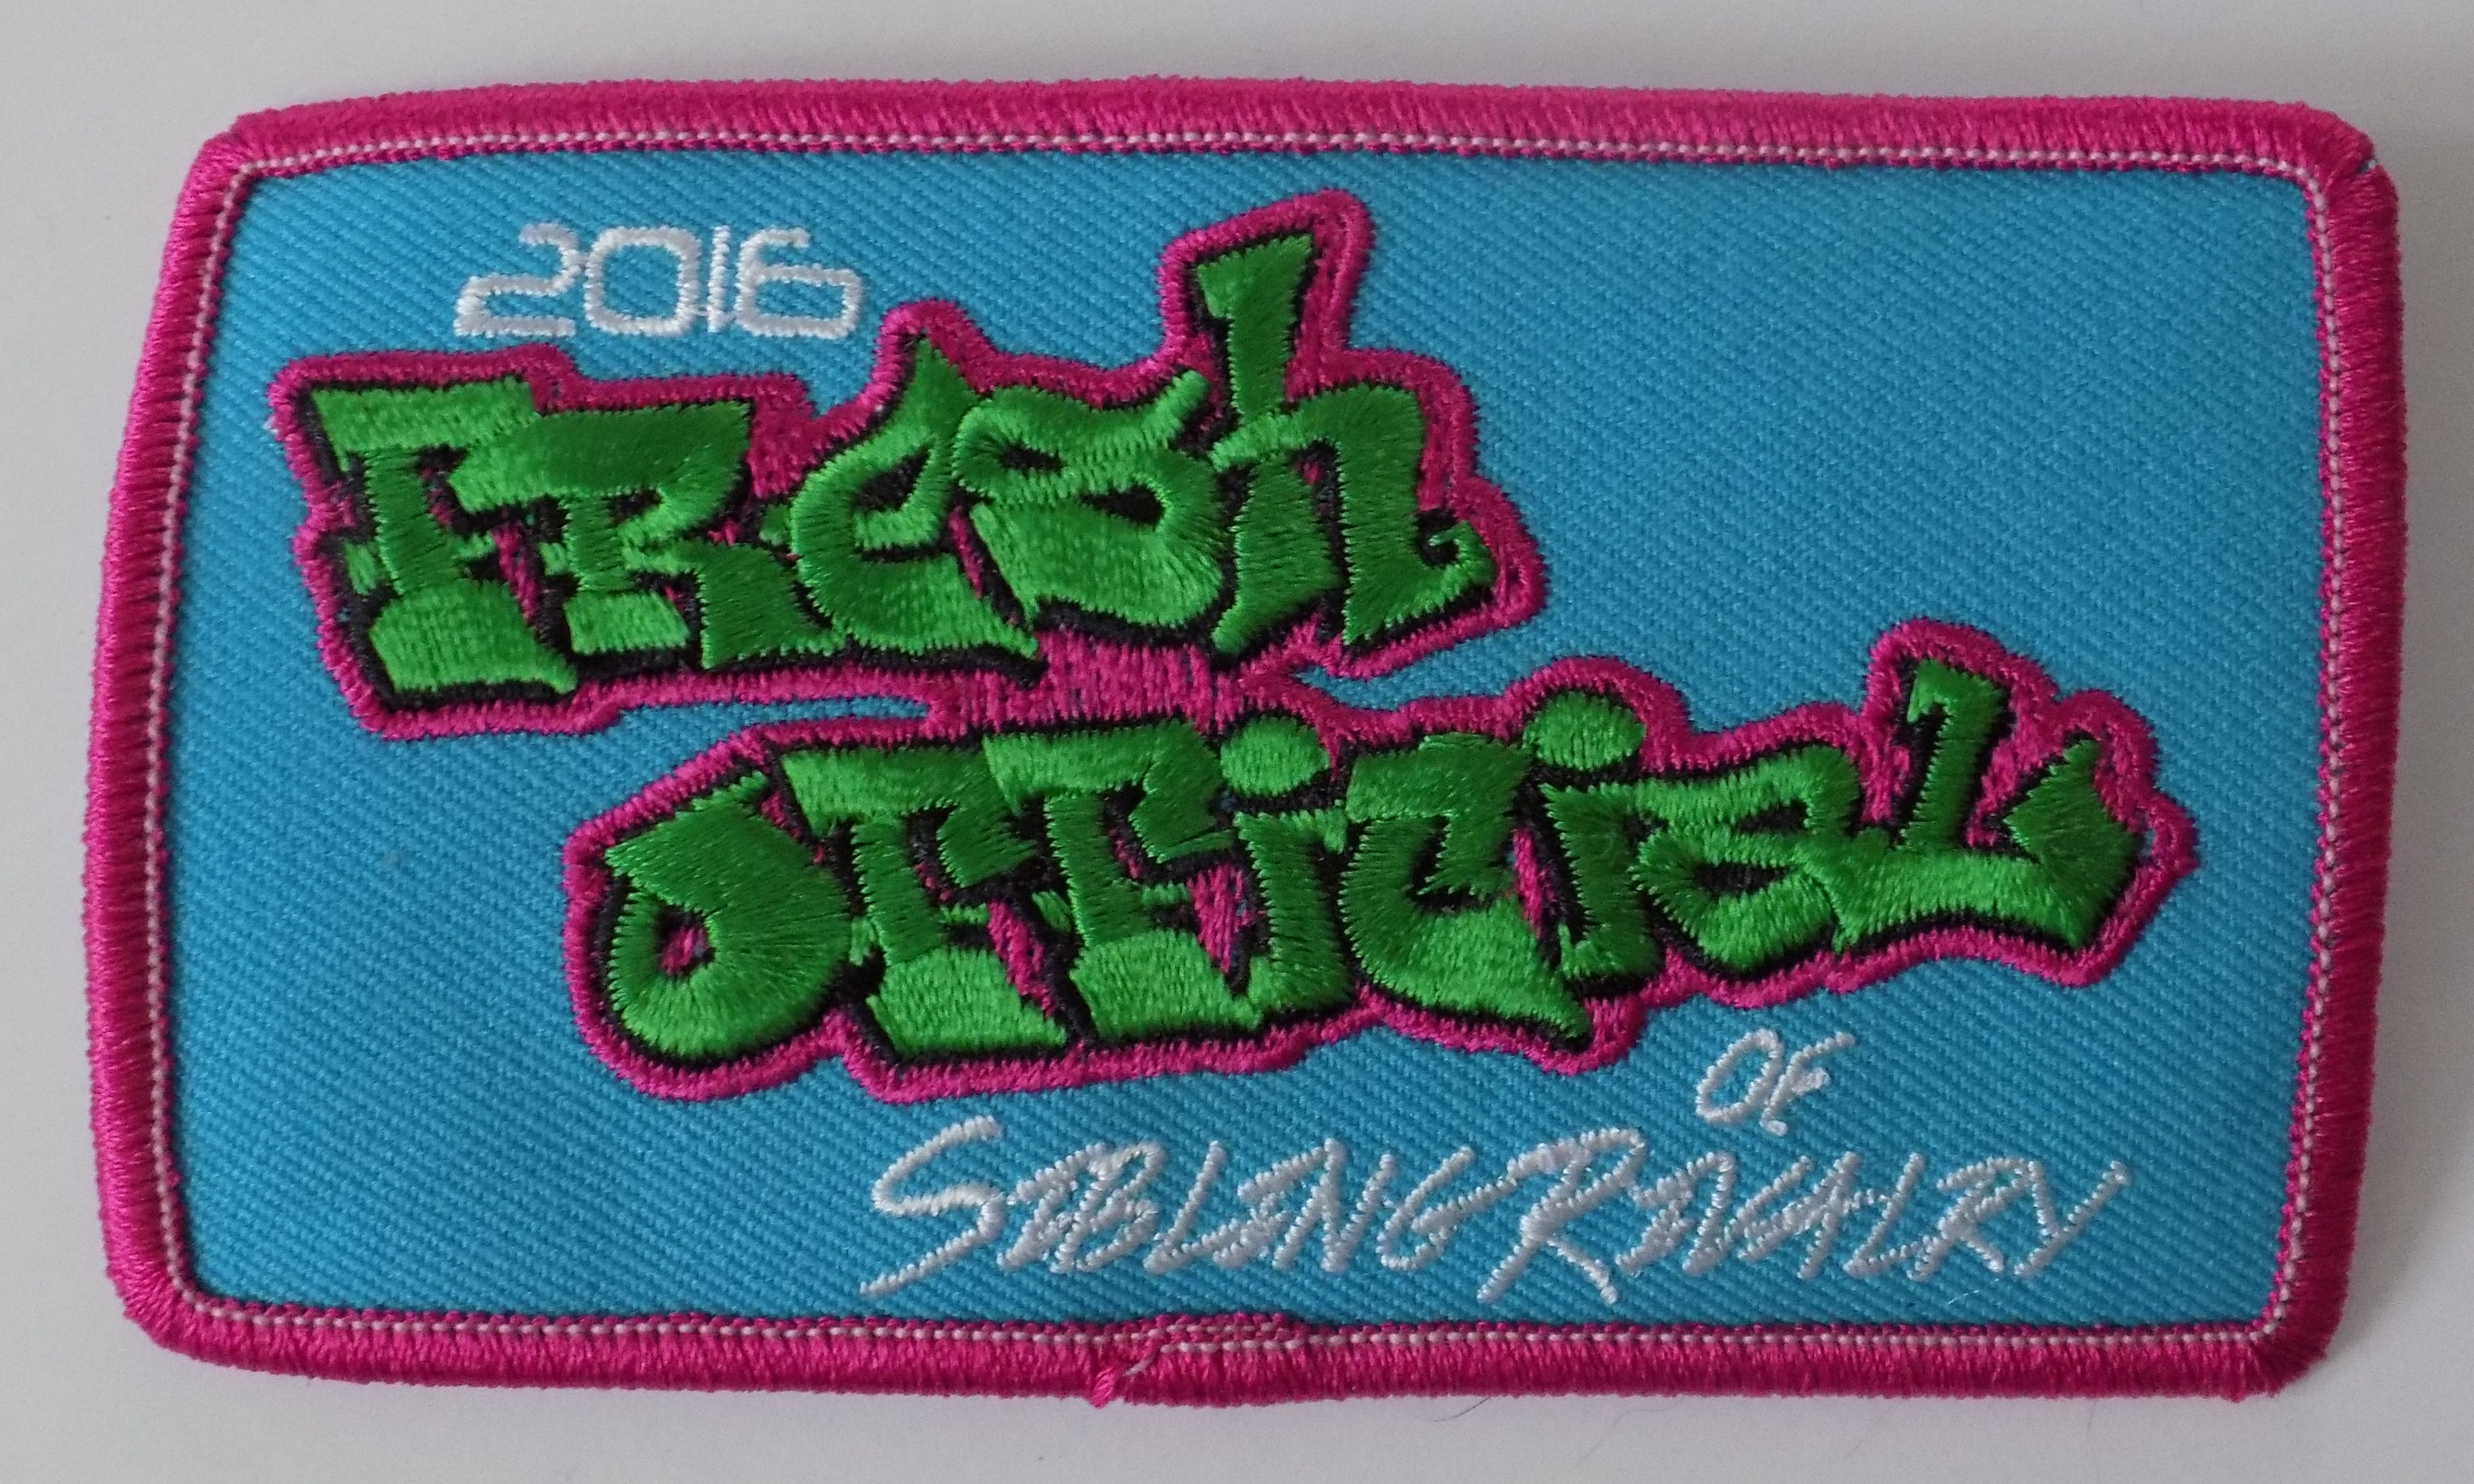 2016
Fresh
Official
OF
SIBLING RIVALRY